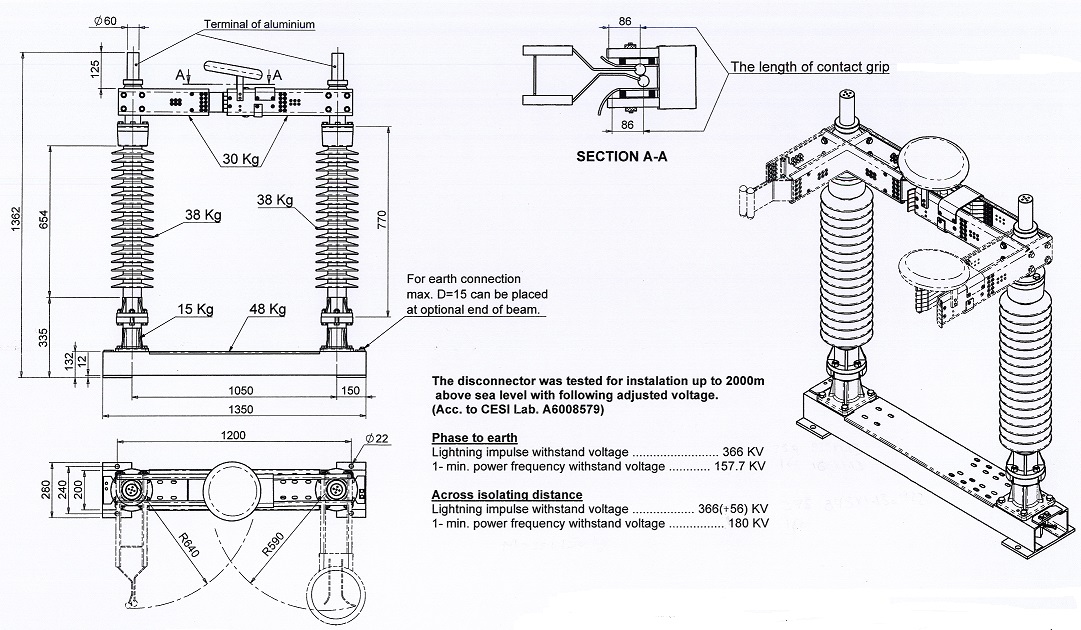 Ø60
Terminal of aluminium
125
A
A
30 Kg
1362
654
38 Kg
38 Kg
770
335
15 Kg
48 Kg
For earth connection
max. D=15 can be placed
at optional end of beam.
132
12
1050
150
1350
1200
Ø22
280
240
200
R640
R590
86
The length of contact grip
86
SECTION A-A
The disconnector was tested for instalation up to 2000m
above sea level with following adjusted voltage.
(Acc. to CESI Lab. A6008579)
Phase to earth
Lightning impulse withstand voltage .......................... 366 KV
1- min. power frequency withstand voltage ............ 157.7 KV
Across isolating distance
Lightning impulse withstand voltage .................. 366(+56) KV
1- min. power frequency withstand voltage ................ 180 KV